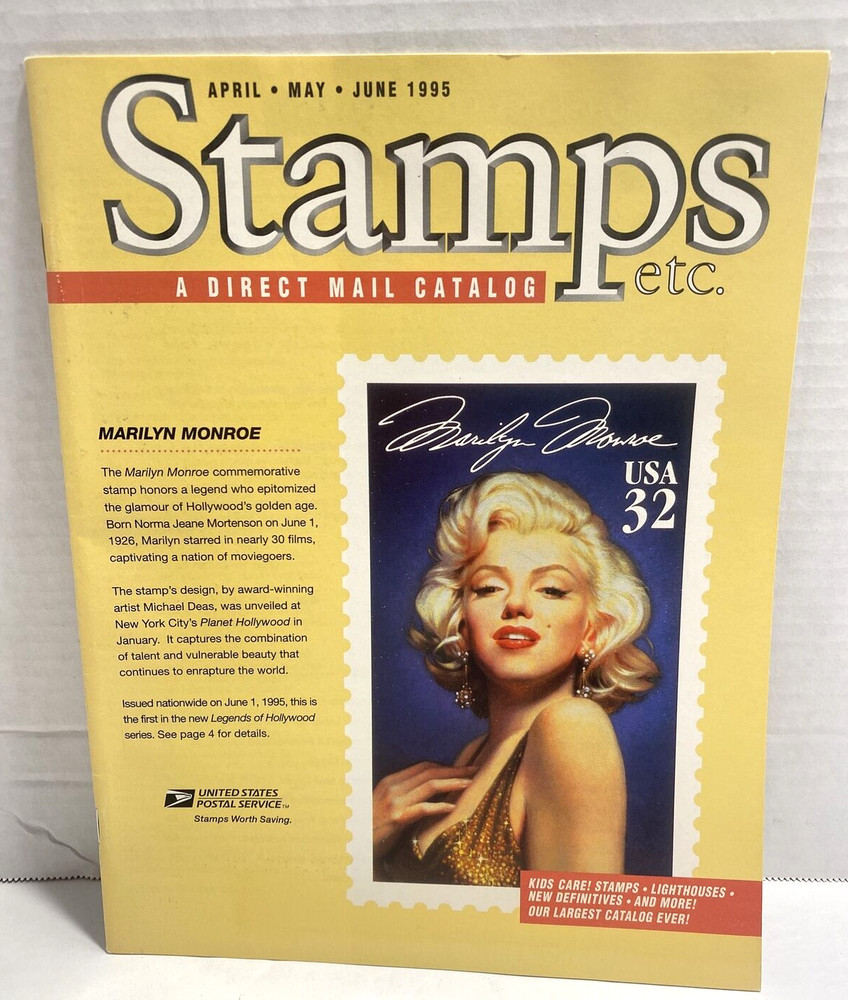 APRIL • MAY • JUNE 1995
Stamps
etc.
A DIRECT MAIL CATALOG
MARILYN MONROE
The Marilyn Monroe commemorative
stamp honors a legend who epitomized
the glamour of Hollywood's golden age.
Born Norma Jeane Mortenson on June 1,
1926, Marilyn starred in nearly 30 films,
captivating a nation of moviegoers.
The stamp's design, by award-winning
artist Michael Deas, was unveiled at
New York City's Planet Hollywood in
January. It captures the combination
of talent and vulnerable beauty that
continues to enrapture the world.
Issued nationwide on June 1, 1995, this is
the first in the new Legends of Hollywood
series. See page 4 for details.
UNITED STATES
POSTAL SERVICE™
Stamps Worth Saving.
Marilyn Monroe
USA
32
KIDS CARE! STAMPS • LIGHTHOUSES •
NEW DEFINITIVES • AND MORE!
OUR LARGEST CATALOG EVER!